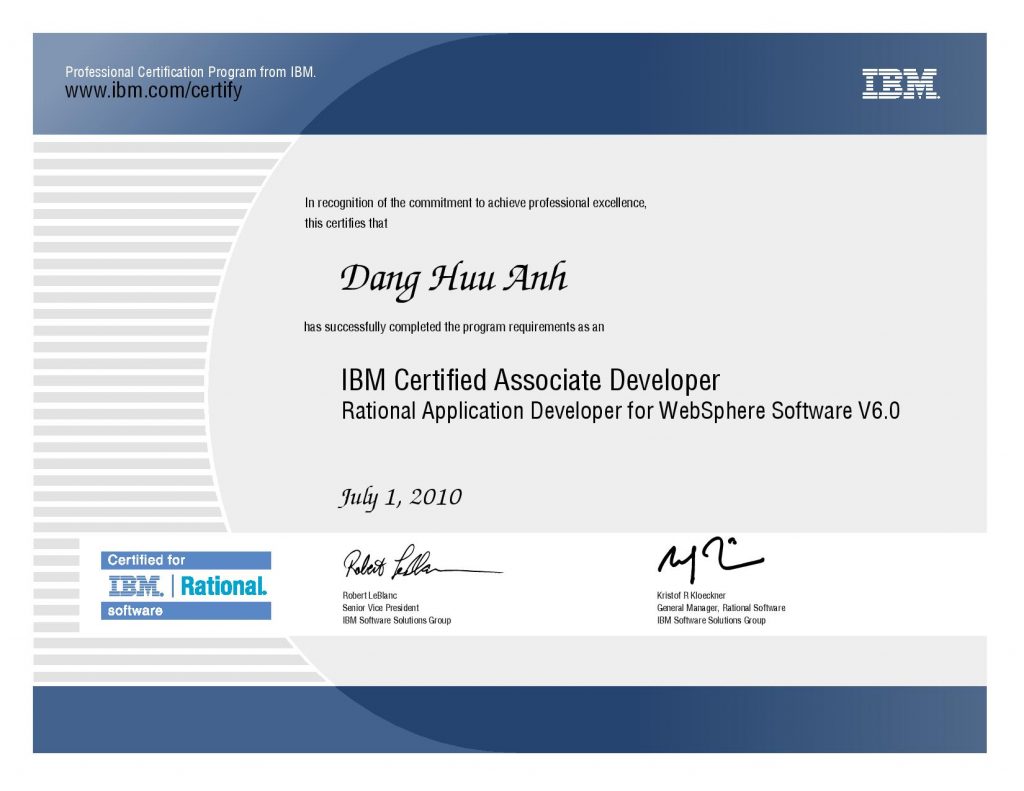 Professional Certification Program from IBM.
www.ibm.com/certify
IBM.
In recognition of the commitment to achieve professional excellence,
this certifies that
Dang Huu Anh
has successfully completed the program requirements as an
IBM Certified Associate Developer
Rational Application Developer for WebSphere Software V6.0
July 1, 2010
Certified for
IBM. | Rational.
software
Robert LeBlanc
Robert LeBlanc
Senior Vice President
IBM Software Solutions Group
Kristof R Kloeckner
General Manager, Rational Software
IBM Software Solutions Group